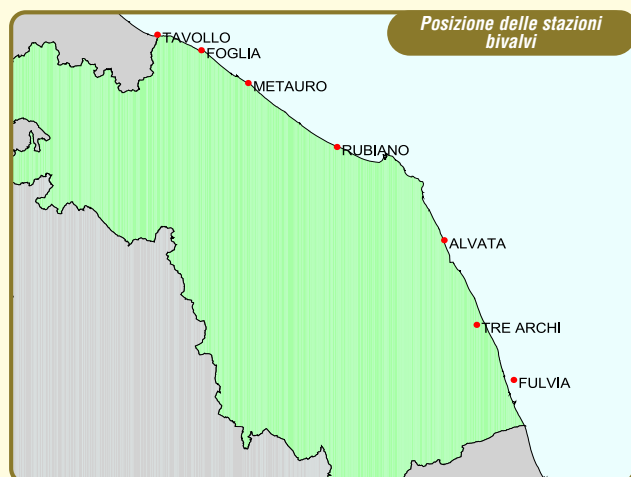 Posizione delle stazioni
bivalvi
TAVOLLO
FOGLIA
METAURO
RUBIANO
ALVATA
TRE ARCHI
FULVIA